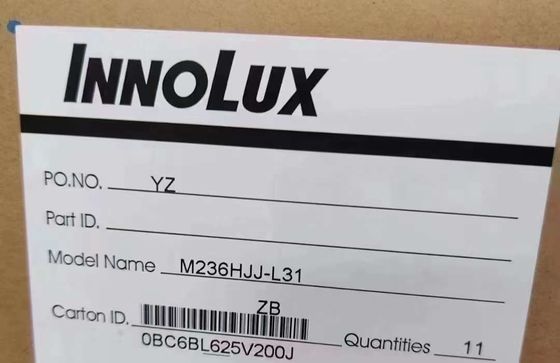 INNOLUX
PO.NO. YZ
Part ID.
Model Name M236HJJ-L31
ZB
Carton ID. Quantities 11
0BC6BL625V200J